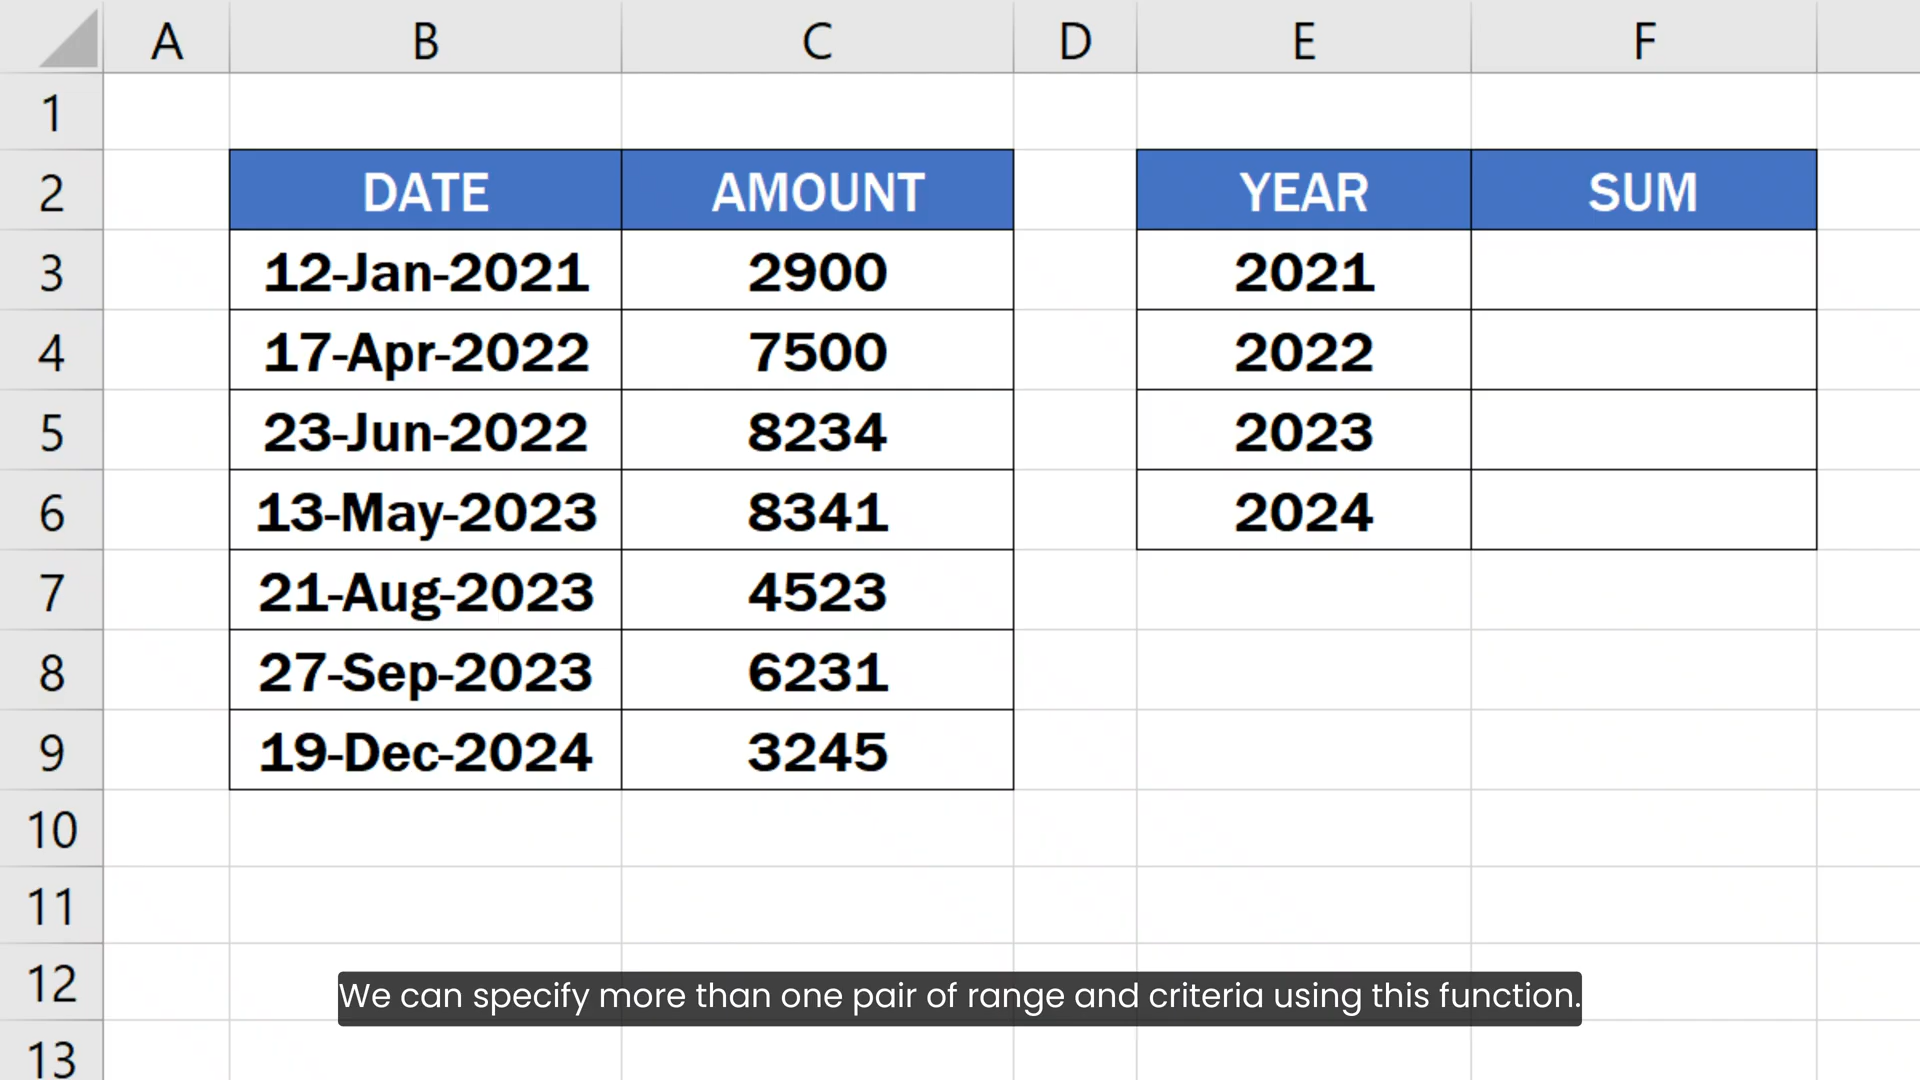 A B C D E F
1
2 DATE AMOUNT YEAR SUM
3 12-Jan-2021 2900 2021
4 17-Apr-2022 7500 2022
5 23-Jun-2022 8234 2023
6 13-May-2023 8341 2024
7 21-Aug-2023 4523
8 27-Sep-2023 6231
9 19-Dec-2024 3245
10
11
12
We can specify more than one pair of range and criteria using this function.
13